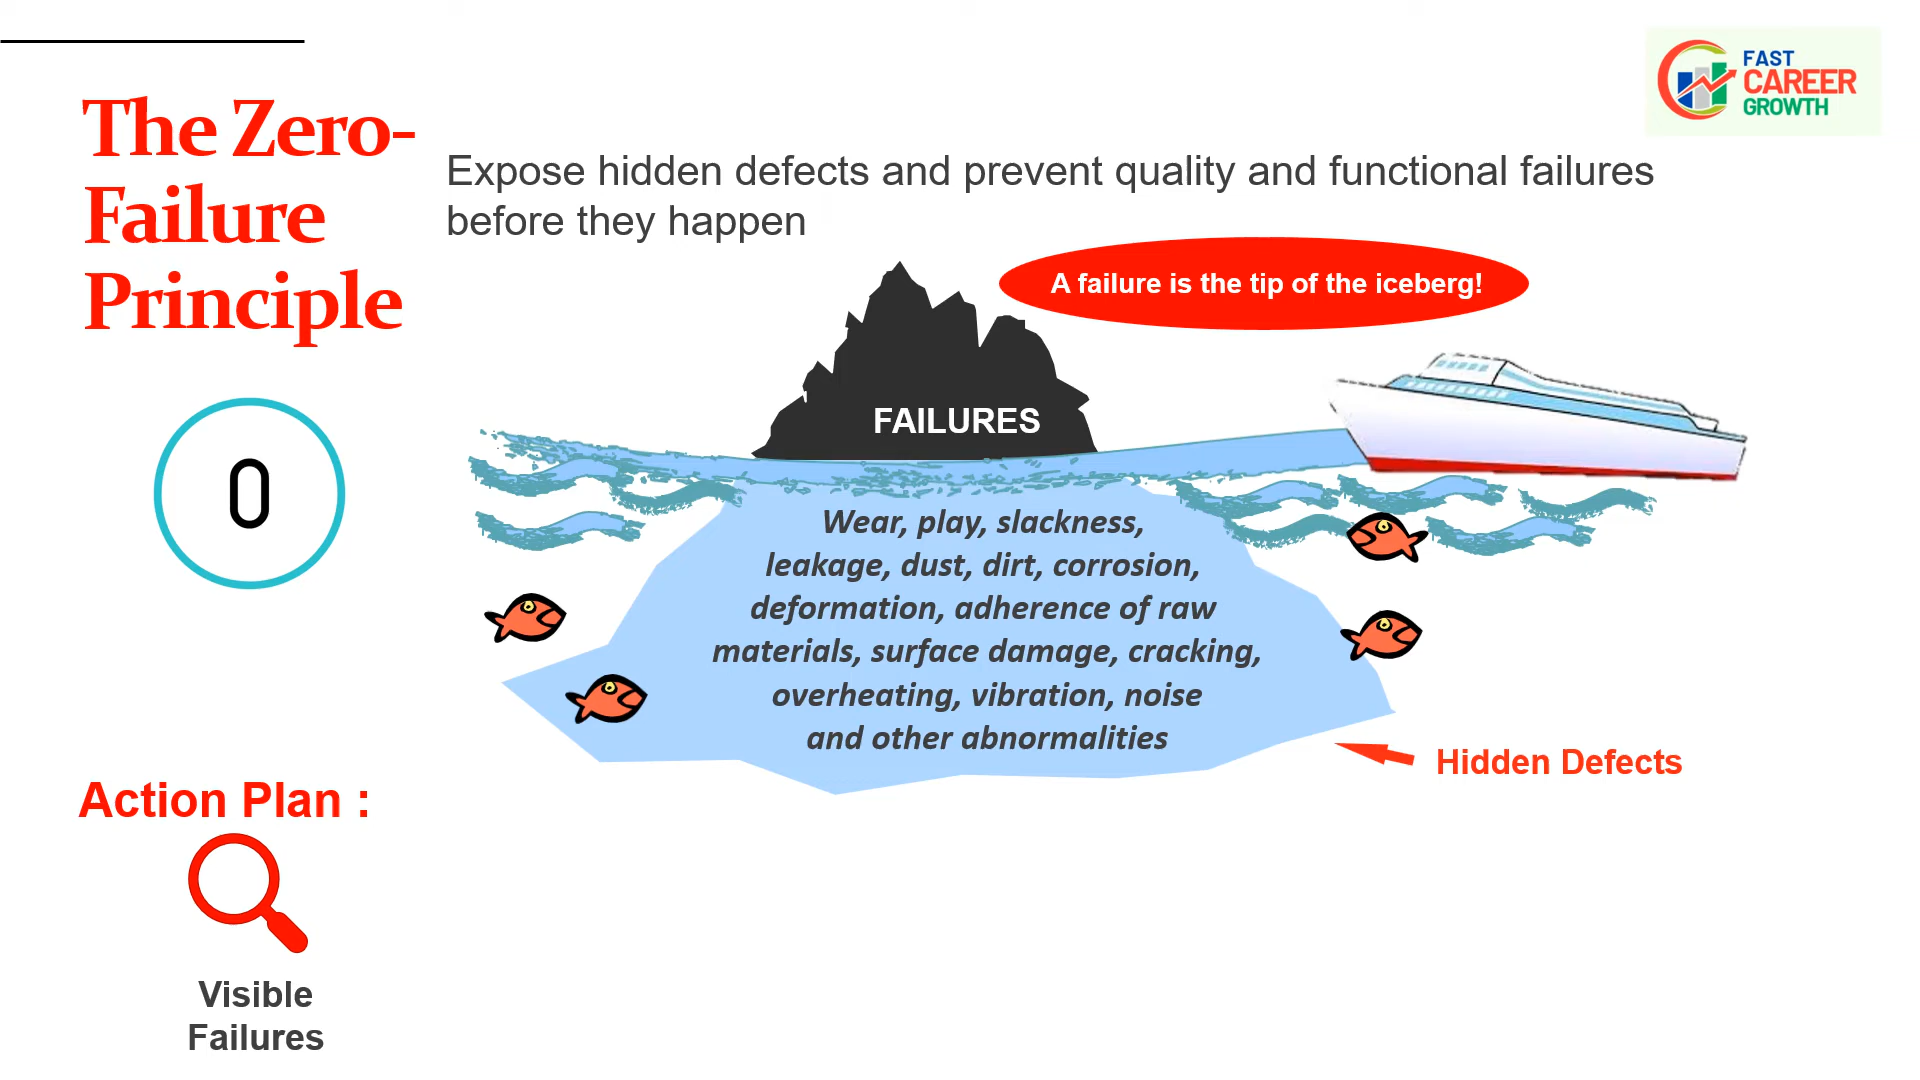 The Zero-
Failure
Principle
FAST
CAREER
GROWTH
Expose hidden defects and prevent quality and functional failures
before they happen
A failure is the tip of the iceberg!
FAILURES
0
Wear, play, slackness,
leakage, dust, dirt, corrosion,
deformation, adherence of raw
materials, surface damage, cracking,
overheating, vibration, noise
and other abnormalities
Hidden Defects
Action Plan :
Visible
Failures